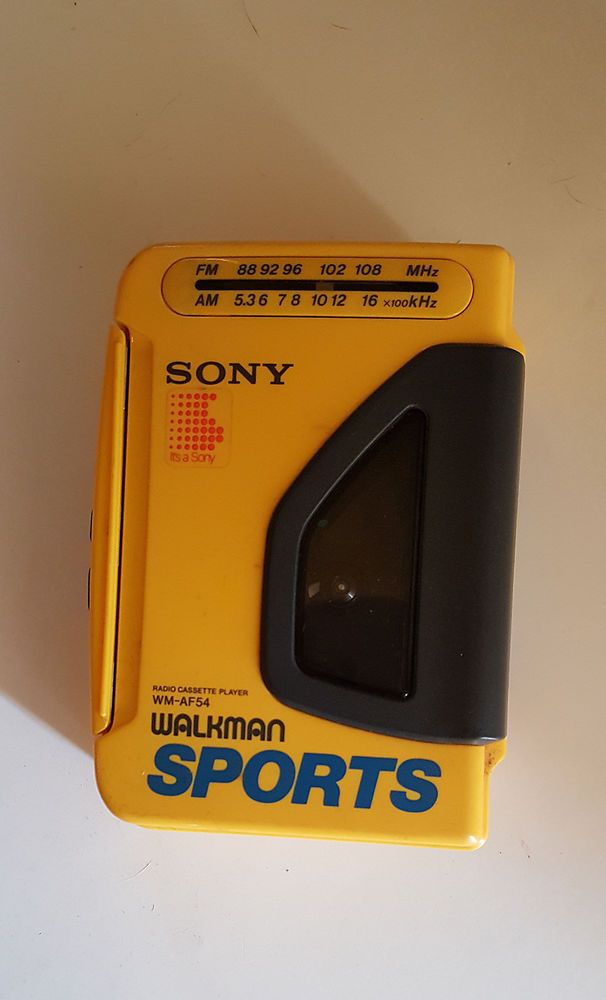 FM 88 92 96 102 108 MHz
AM 5.3 6 7 8 10 12 16 ×100kHz
SONY
It's a Sony
RADIO CASSETTE PLAYER
WM-AF54
WALKMAN
SPORTS